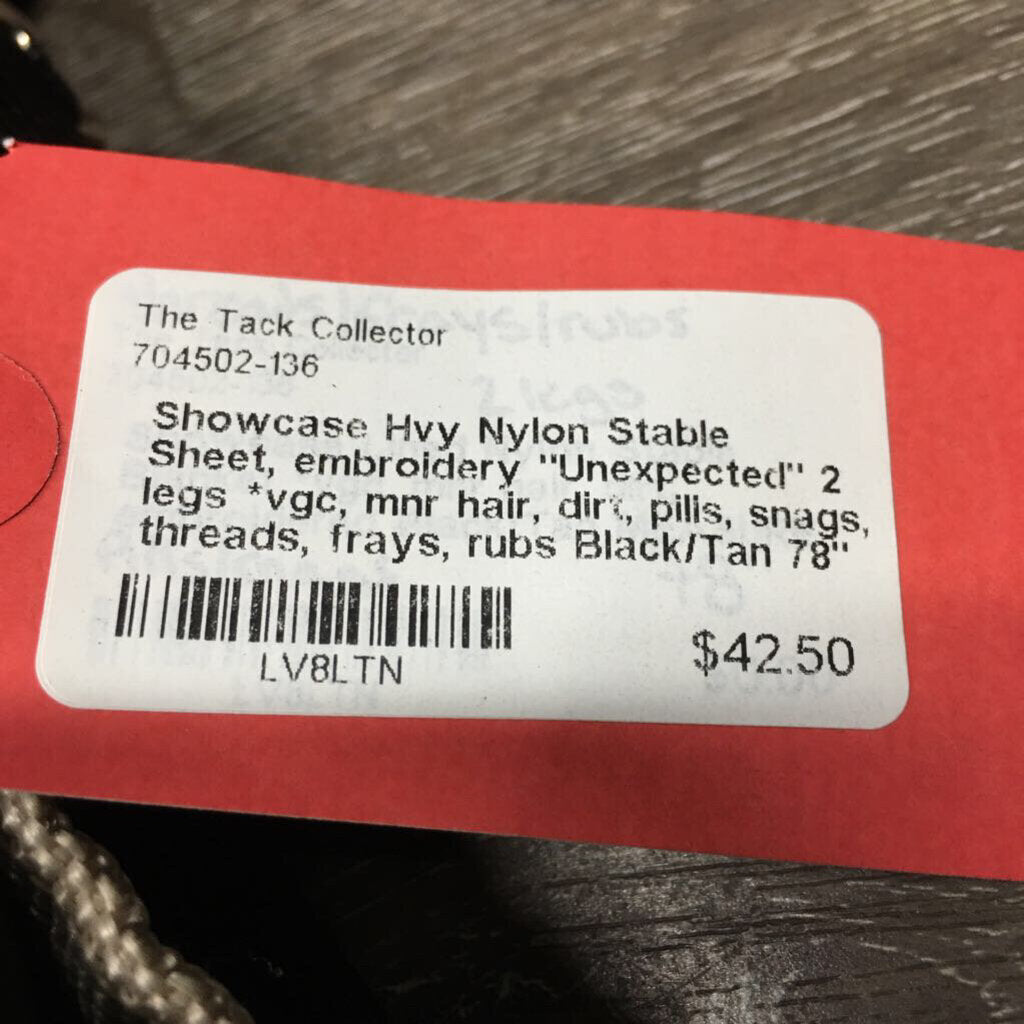 The Tack Collector
704502-136
Showcase Hvy Nylon Stable
Sheet, embroidery "Unexpected" 2
legs *vgc, mnr hair, dirt, pills, snags,
threads, frays, rubs Black/Tan 78"
LV8LTN
$42.50